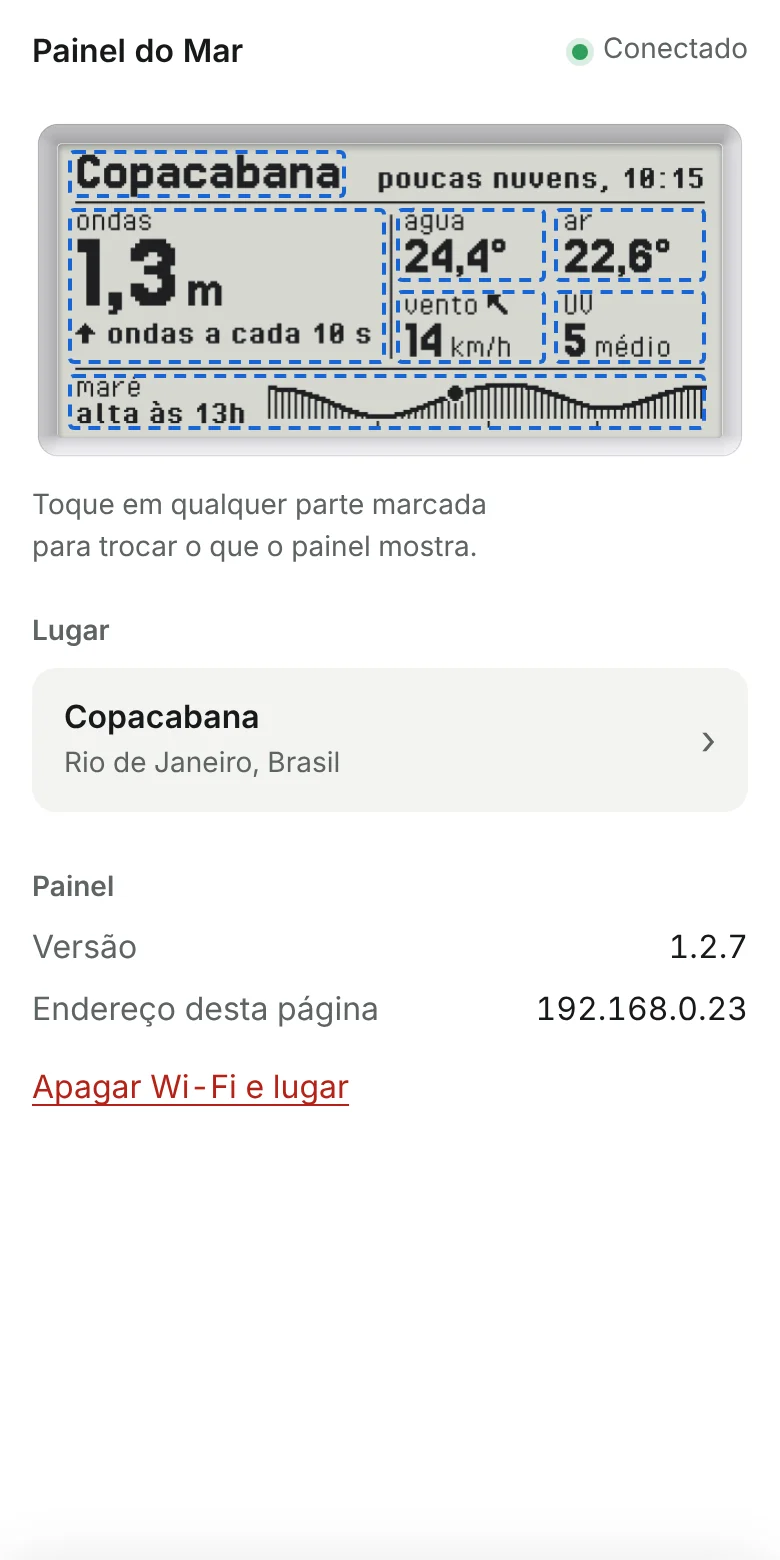 Painel do Mar
Conectado
Copacabana
poucas nuvens, 10:15
ondas
1,3 m
ondas a cada 10 s
água
24,4°
ar
22,6°
vento
14 km/h
UV
5 médio
maré
alta às 13h
Toque em qualquer parte marcada
para trocar o que o painel mostra.
Lugar
Copacabana
Rio de Janeiro, Brasil
Painel
Versão 1.2.7
Endereço desta página 192.168.0.23
Apagar Wi-Fi e lugar